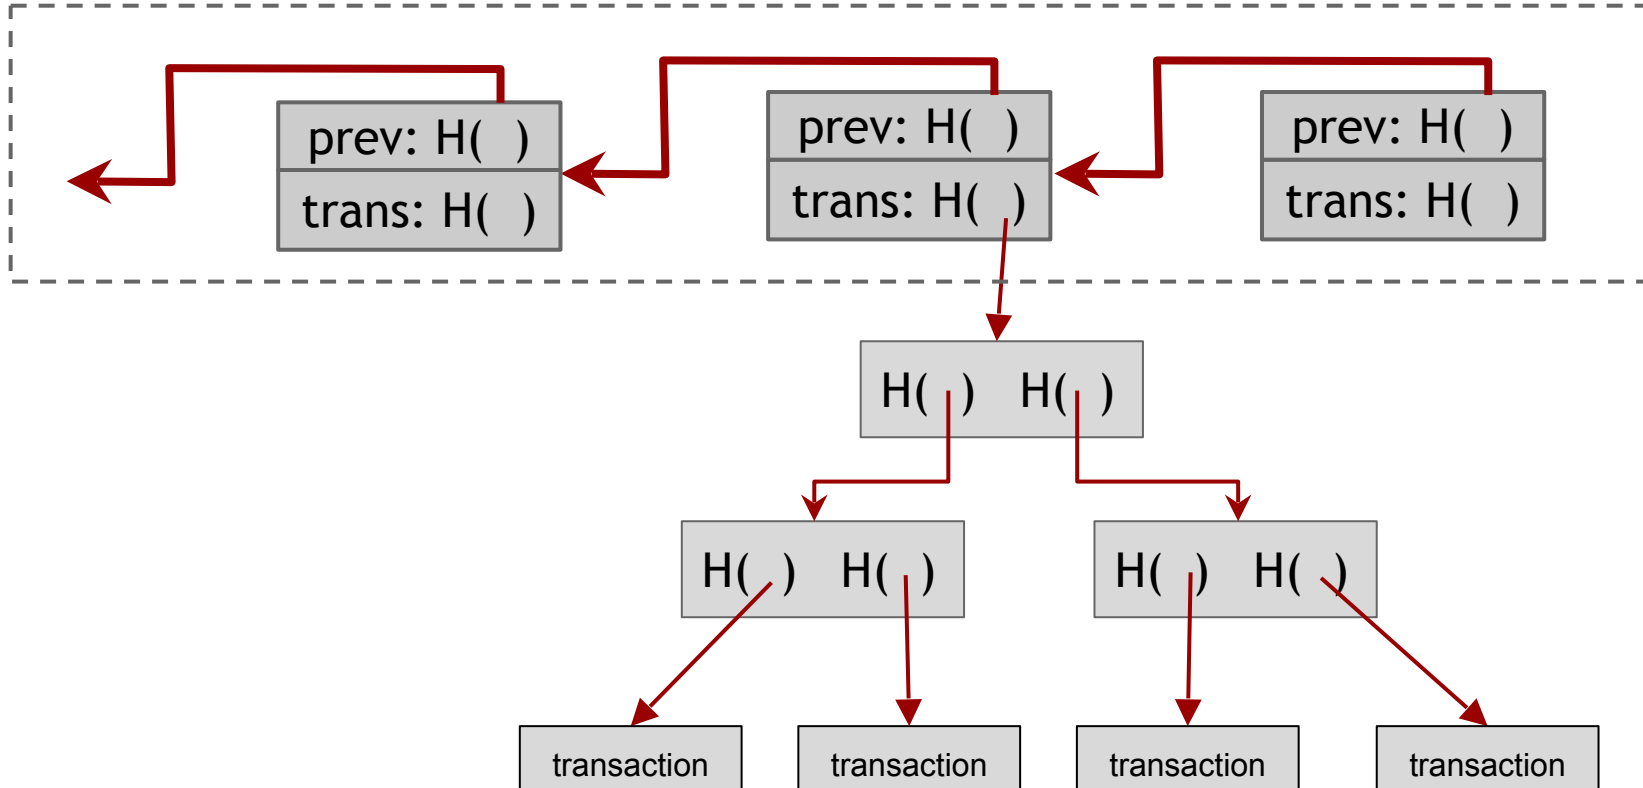 prev: H( )
trans: H( )
prev: H( )
trans: H( )
prev: H( )
trans: H( )
H( ) H( )
H( ) H( )
H( ) H( )
transaction
transaction
transaction
transaction